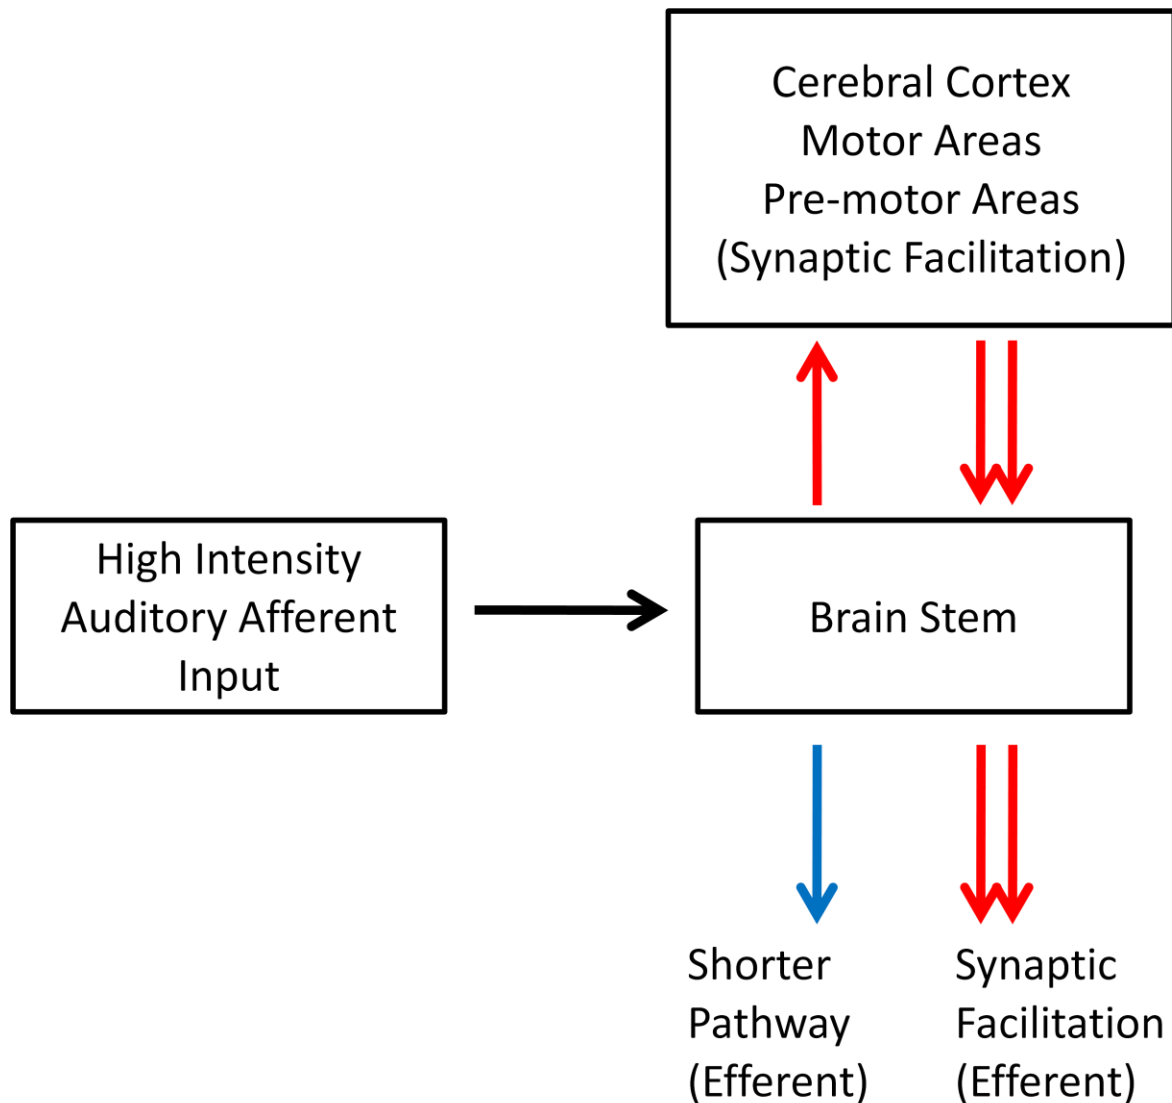 Cerebral Cortex
Motor Areas
Pre-motor Areas
(Synaptic Facilitation)
High Intensity
Auditory Afferent
Input
Brain Stem
Shorter
Pathway
(Efferent)
Synaptic
Facilitation
(Efferent)